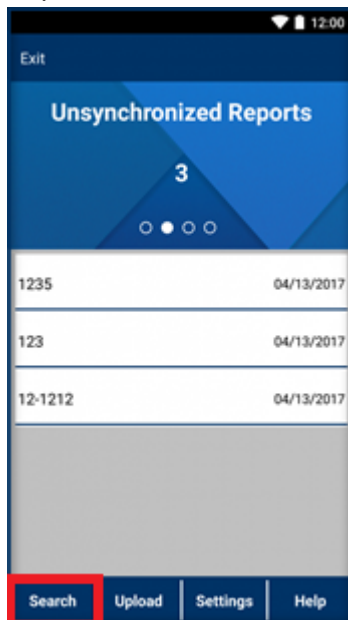 12:00
Exit
Unsynchronized Reports
3
1235 04/13/2017
123 04/13/2017
12-1212 04/13/2017
Search Upload Settings Help